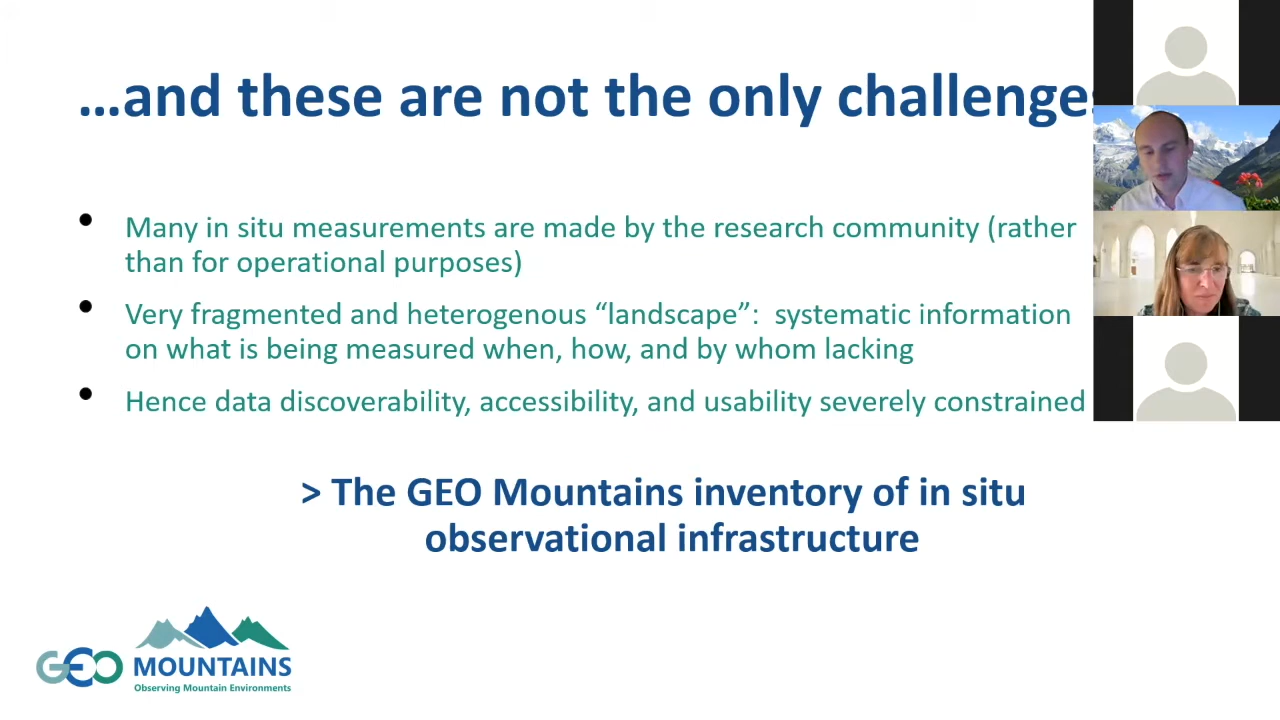 …and these are not the only challenges
• Many in situ measurements are made by the research community (rather
than for operational purposes)
• Very fragmented and heterogenous “landscape”:  systematic information
on what is being measured when, how, and by whom lacking
• Hence data discoverability, accessibility, and usability severely constrained
> The GEO Mountains inventory of in situ
observational infrastructure
GEO MOUNTAINS
Observing Mountain Environments